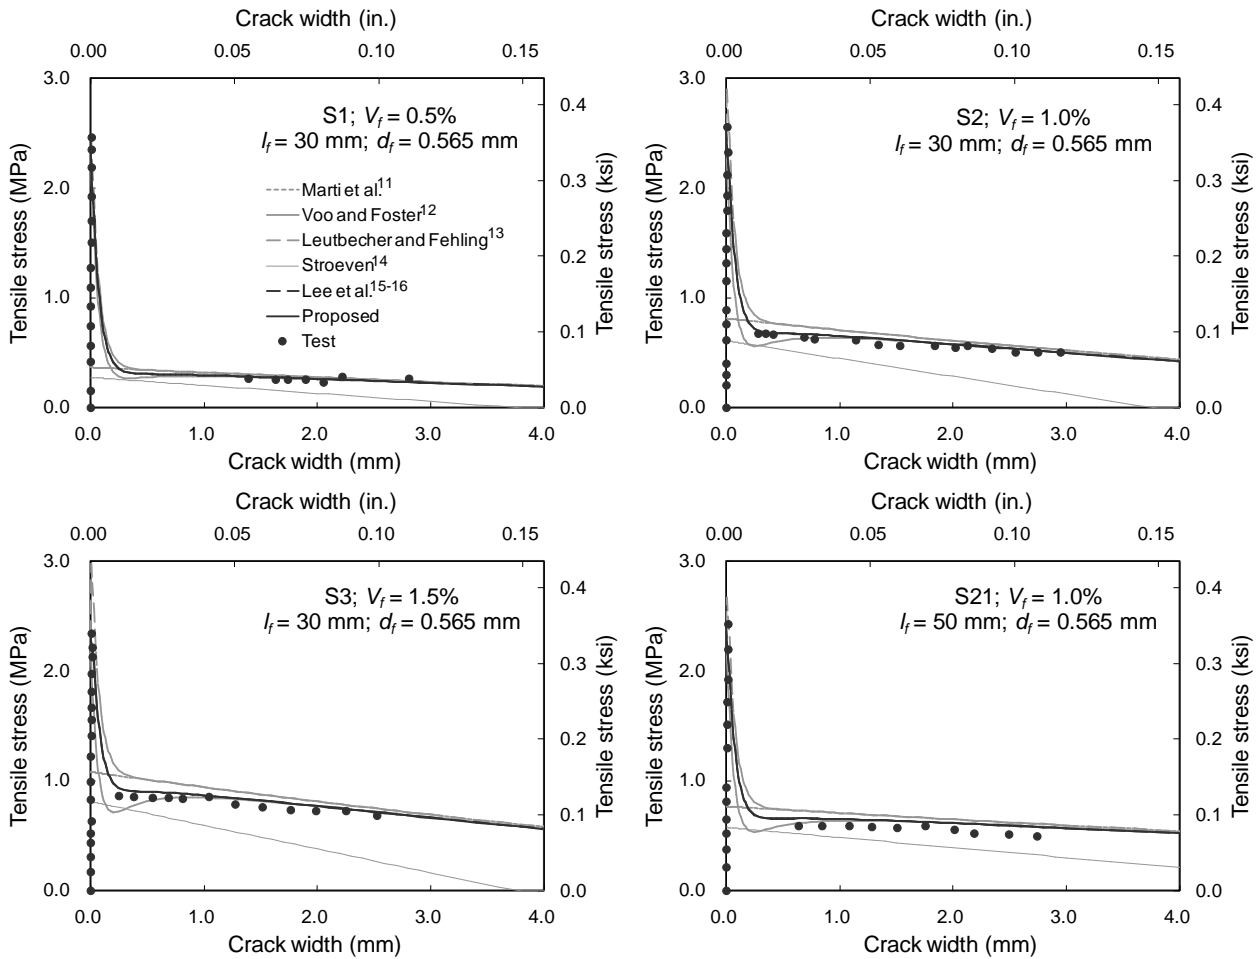 Crack width (in.)
0.00 0.05 0.10 0.15
3.0
2.0
1.0
0.0
Tensile stress (MPa)
S1; Vf = 0.5%
lf = 30 mm; df = 0.565 mm
Marti et al.11
Voo and Foster12
Leutbecher and Fehling13
Stroeven14
Lee et al.15-16
Proposed
Test
0.4
0.3
0.2
0.1
0.0
Tensile stress (ksi)
0.0 1.0 2.0 3.0 4.0
Crack width (mm)
Crack width (in.)
0.00 0.05 0.10 0.15
3.0
2.0
1.0
0.0
Tensile stress (MPa)
S2; Vf = 1.0%
lf = 30 mm; df = 0.565 mm
0.4
0.3
0.2
0.1
0.0
Tensile stress (ksi)
0.0 1.0 2.0 3.0 4.0
Crack width (mm)
Crack width (in.)
0.00 0.05 0.10 0.15
3.0
2.0
1.0
0.0
Tensile stress (MPa)
S3; Vf = 1.5%
lf = 30 mm; df = 0.565 mm
0.4
0.3
0.2
0.1
0.0
Tensile stress (ksi)
0.0 1.0 2.0 3.0 4.0
Crack width (mm)
Crack width (in.)
0.00 0.05 0.10 0.15
3.0
2.0
1.0
0.0
Tensile stress (MPa)
S21; Vf = 1.0%
lf = 50 mm; df = 0.565 mm
0.4
0.3
0.2
0.1
0.0
Tensile stress (ksi)
0.0 1.0 2.0 3.0 4.0
Crack width (mm)